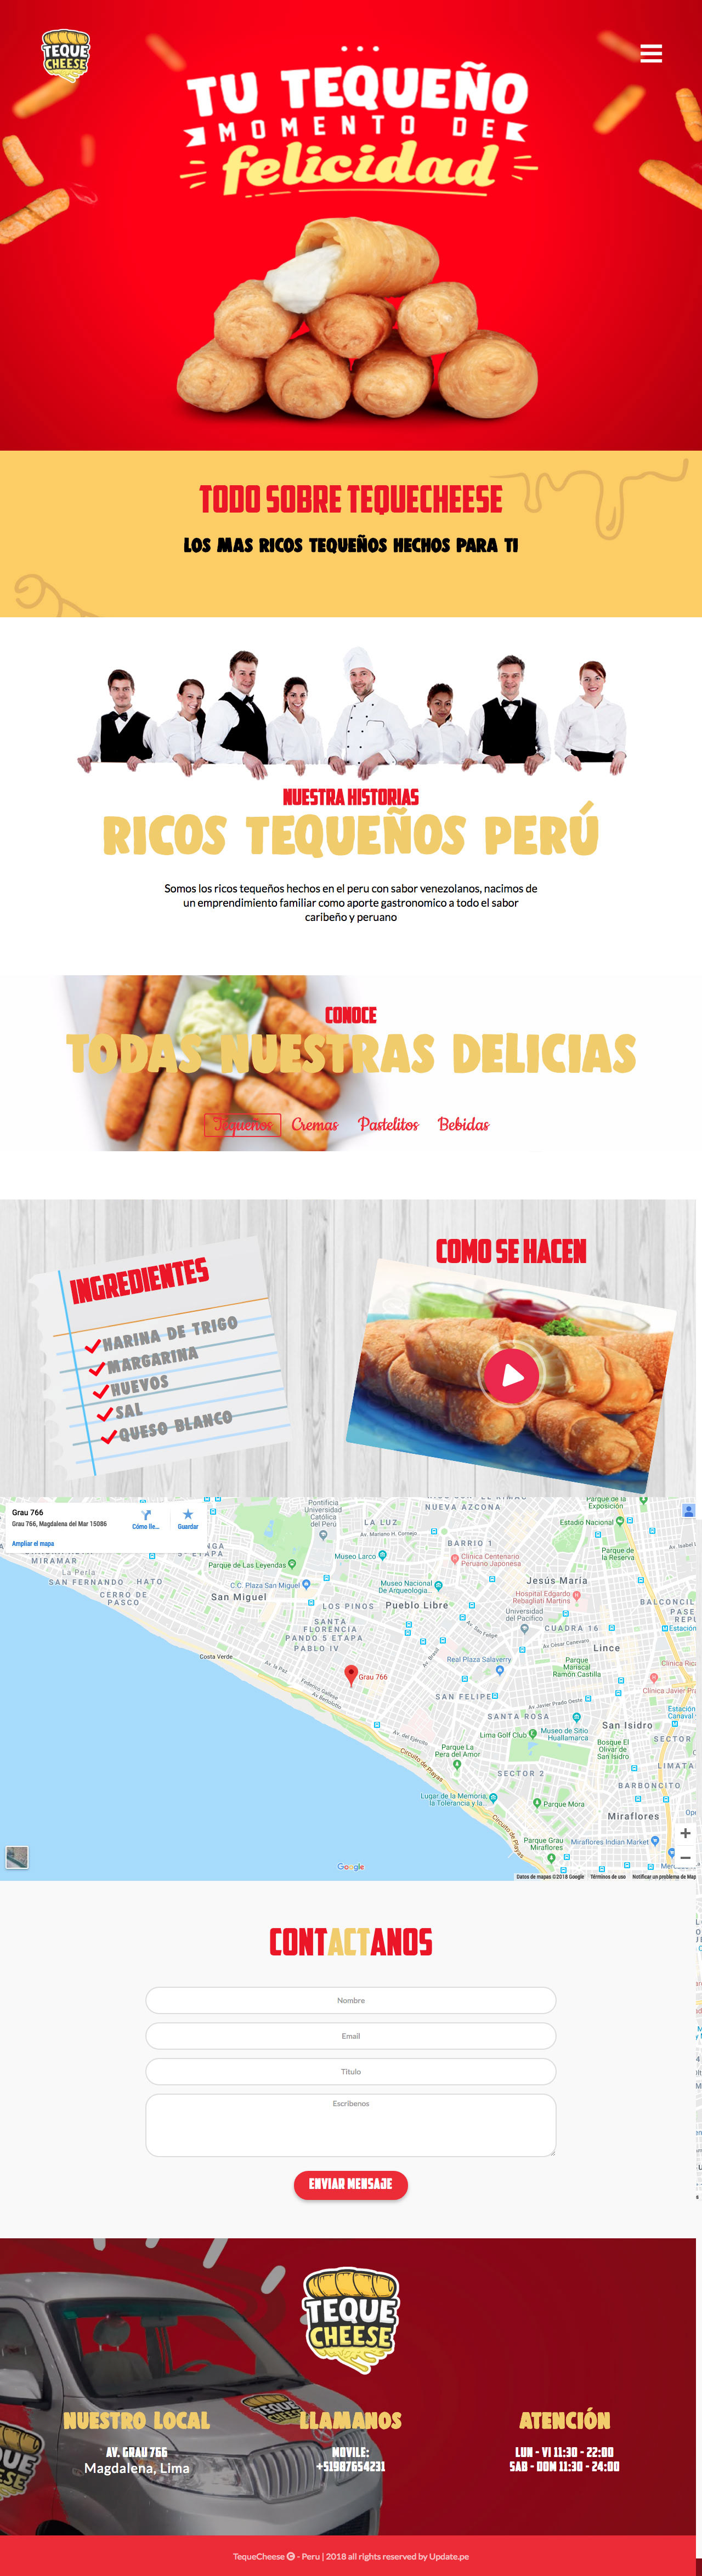 TEQUE
CHEESE
TU TEQUEÑO
MOMENTO DE
felicidad
TODO SOBRE TEQUECHEESE
LOS MAS RICOS TEQUEÑOS HECHOS PARA TI
NUESTRA HISTORIAS
RICOS TEQUEÑOS PERÚ
Somos los ricos tequeños hechos en el peru con sabor venezolanos, nacimos de
un emprendimiento familiar como aporte gastronomico a todo el sabor
caribeño y peruano
CONOCE
TODAS NUESTRAS DELICIAS
Tequeños Cremas Pastelitos Bebidas
INGREDIENTES
HARINA DE TRIGO
MARGARINA
HUEVOS
SAL
QUESO BLANCO
COMO SE HACEN
Grau 766
Grau 766, Magdalena del Mar 15086
Cómo lle...
Guardar
Ampliar el mapa
Pontificia
Universidad
Católica
del Perú
NUEVA AZCONA
Parque de la
Exposición
LA LUZ
Av. Mariano H. Cornejo
Estadio Nacional
BARRIO 1
Museo Larco
Clínica Centenario
Peruano Japonesa
Parque de
la Reserva
MIRAMAR
La Perla
Parque de Las Leyendas
SAN FERNANDO
HATO
CERRO DE
PASCO
C.C. Plaza San Miguel
San Miguel
Museo Nacional
De Arqueología...
Jesús María
Hospital Edgardo
Rebagliati Martins
LOS PINOS
Pueblo Libre
Universidad
del Pacífico
SANTA
FLORENCIA
PANDO 5 ETAPA
PABLO IV
CUADRA 16
Lince
Costa Verde
Real Plaza Salaverry
Parque
Mariscal
Ramón Castilla
Grau 766
SAN FELIPE
Av Javier Prado Oeste
SANTA ROSA
San Isidro
Lima Golf Club
Museo de Sitio
Huallamarca
Bosque El
Olivar de
San Isidro
Av. del Ejército
Circuito de Playas
Parque La
Pera del Amor
SECTOR 2
BARBONCITO
Lugar de la Memoria,
la Tolerancia y la...
Parque Mora
Miraflores
Circuito de Playas
Parque Grau
Miraflores
Miraflores Indian Market
Google
Datos de mapas ©2018 Google Términos de uso Notificar un problema de Map
CONTACTANOS
Nombre
Email
Titulo
Escríbenos
ENVIAR MENSAJE
TEQUE
CHEESE
NUESTRO LOCAL
AV. GRAU 766
Magdalena, Lima
LLAMANOS
MOVILE:
+51987654231
ATENCIÓN
LUN - VI 11:30 - 22:00
SAB - DOM 11:30 - 24:00
TequeCheese © - Peru | 2018 all rights reserved by Update.pe